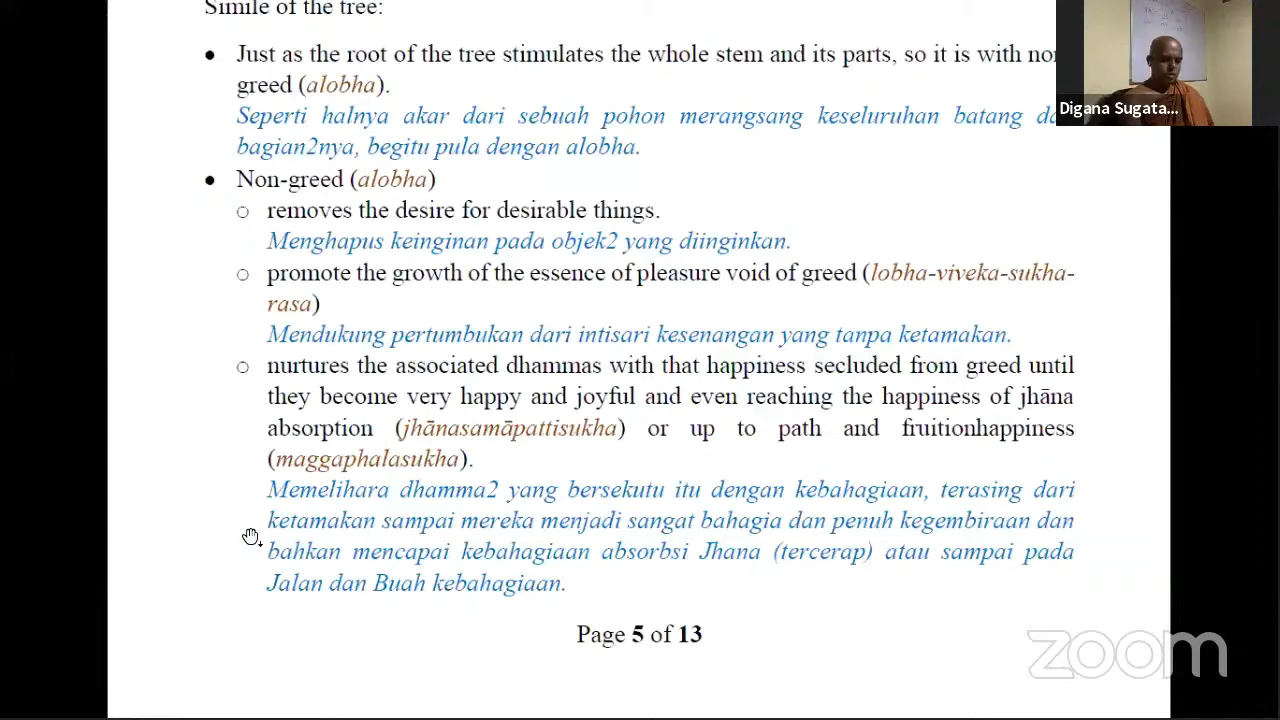 Simile of the tree:
• Just as the root of the tree stimulates the whole stem and its parts, so it is with non
greed (alobha).
Seperti halnya akar dari sebuah pohon merangsang keseluruhan batang da
bagian2nya, begitu pula dengan alobha.
• Non-greed (alobha)
○ removes the desire for desirable things.
Menghapus keinginan pada objek2 yang diinginkan.
○ promote the growth of the essence of pleasure void of greed (lobha-viveka-sukha-
rasa)
Mendukung pertumbukan dari intisari kesenangan yang tanpa ketamakan.
○ nurtures the associated dhammas with that happiness secluded from greed until
they become very happy and joyful and even reaching the happiness of jhāna
absorption (jhānasamāpattisukha) or up to path and fruitionhappiness
(maggaphalasukha).
Memelihara dhamma2 yang bersekutu itu dengan kebahagiaan, terasing dari
ketamakan sampai mereka menjadi sangat bahagia dan penuh kegembiraan dan
bahkan mencapai kebahagiaan absorbsi Jhana (tercerap) atau sampai pada
Jalan dan Buah kebahagiaan.
Page 5 of 13
Digana Sugata...
zoom